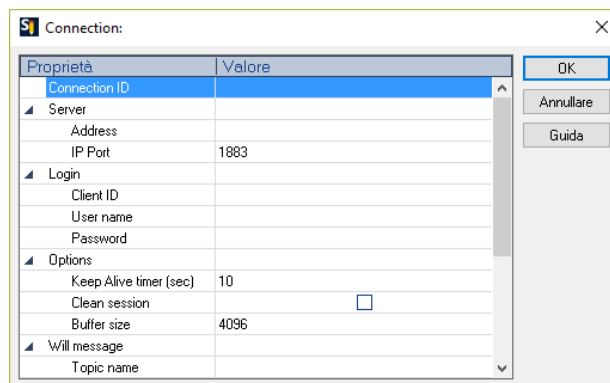 Connection:
Proprietà Valore
Connection ID
Server
Address
IP Port 1883
Login
Client ID
User name
Password
Options
Keep Alive timer (sec) 10
Clean session
Buffer size 4096
Will message
Topic name
OK
Annullare
Guida